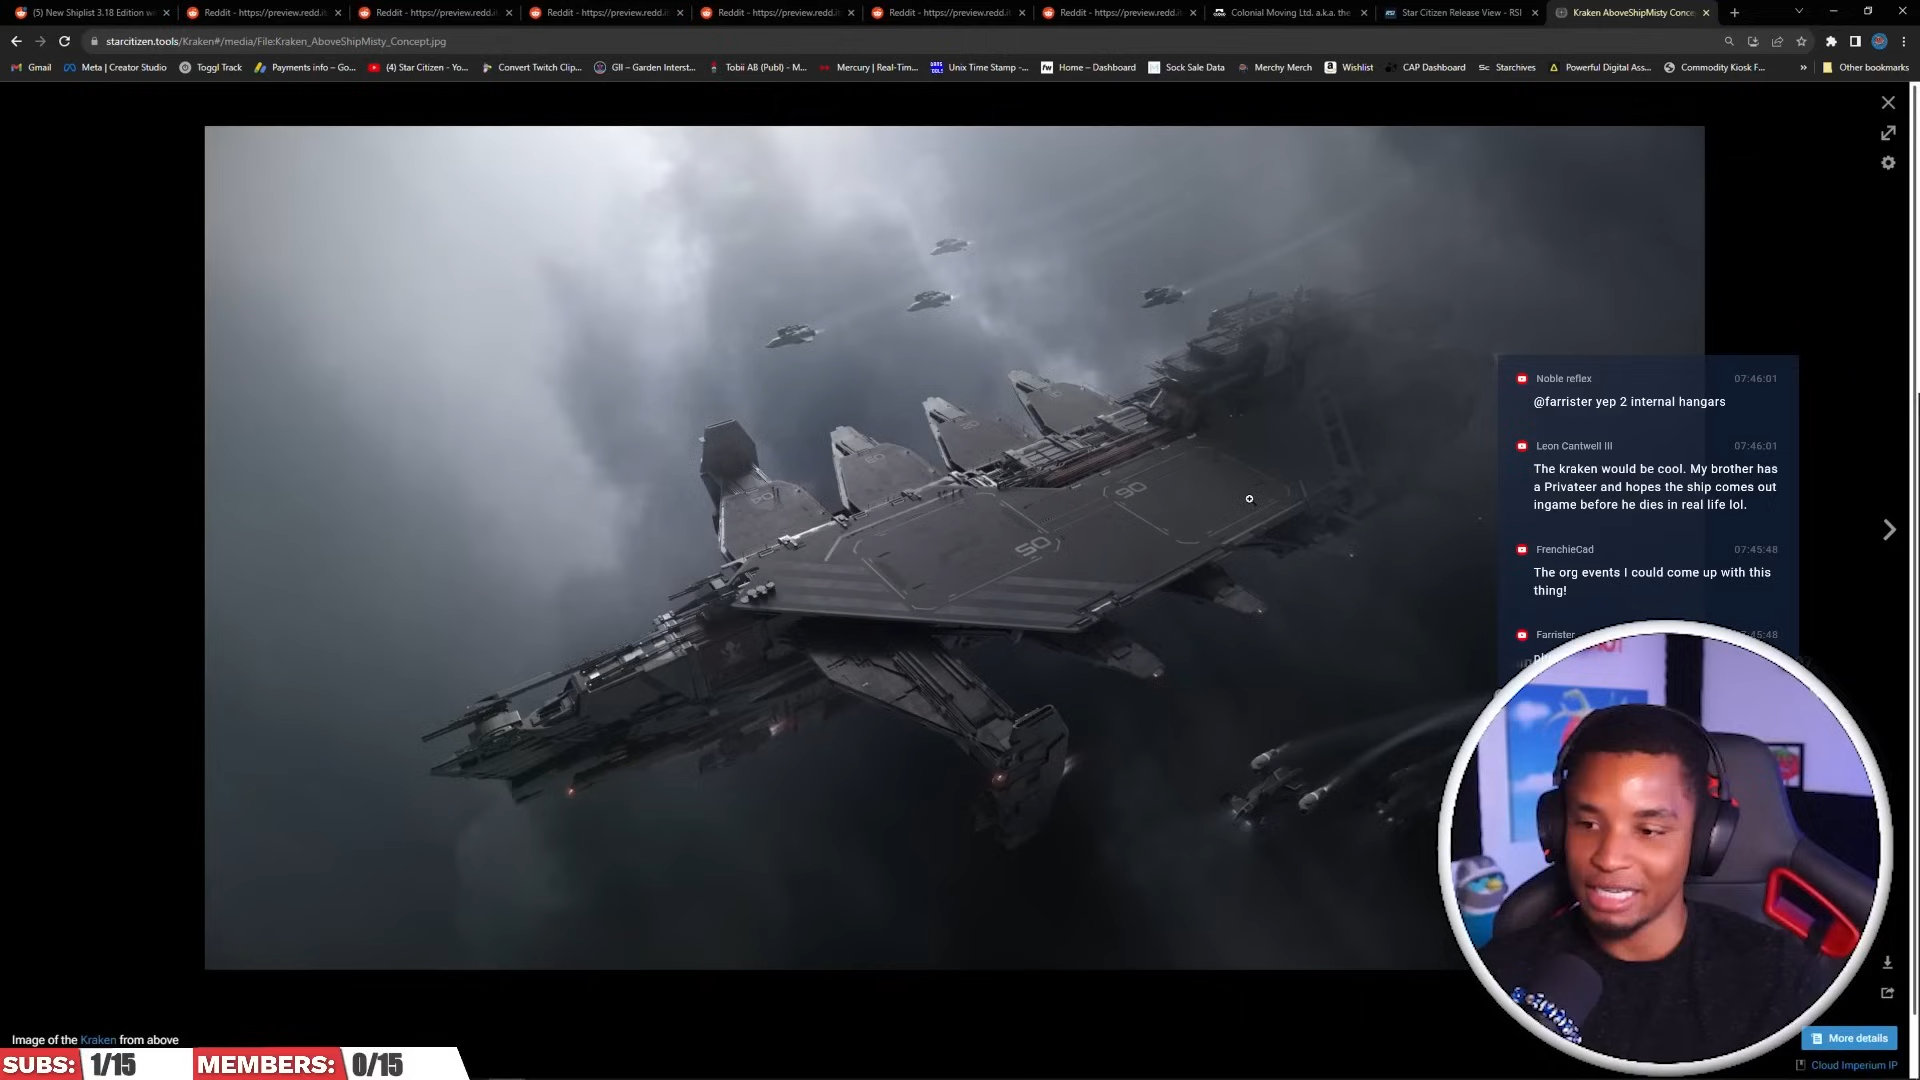 (5) New Shiplist 3.18 Edition w
Reddit - https://preview.redd.it
Reddit - https://preview.redd.i
Reddit - https://preview.redd.i
Reddit - https://preview.redd.it
Reddit - https://preview.redd.it
Reddit - https://preview.redd.i
Colonial Moving Ltd. a.k.a. the
Star Citizen Release View - RSI
Kraken AboveShipMisty Conce
starcitizen.tools/Kraken#/media/File:Kraken_AboveShipMisty_Concept.jpg
Gmail
Meta | Creator Studio
Toggl Track
Payments info – Go...
(4) Star Citizen - Yo...
Convert Twitch Clip...
GII – Garden Interst...
Tobii AB (Publ) - M...
Mercury | Real-Tim...
Unix Time Stamp -...
Home – Dashboard
Sock Sale Data
Merchy Merch
Wishlist
CAP Dashboard
Starchives
Powerful Digital Ass...
Commodity Kiosk F...
»
Other bookmarks
Noble reflex 07:46:01
@farrister yep 2 internal hangars
Leon Cantwell III 07:46:01
The kraken would be cool. My brother has
a Privateer and hopes the ship comes out
ingame before he dies in real life lol.
FrenchieCad 07:45:48
The org events I could come up with this
thing!
Farrister
Image of the Kraken from above
More details
Cloud Imperium IP
SUBS: 1/15
MEMBERS: 0/15